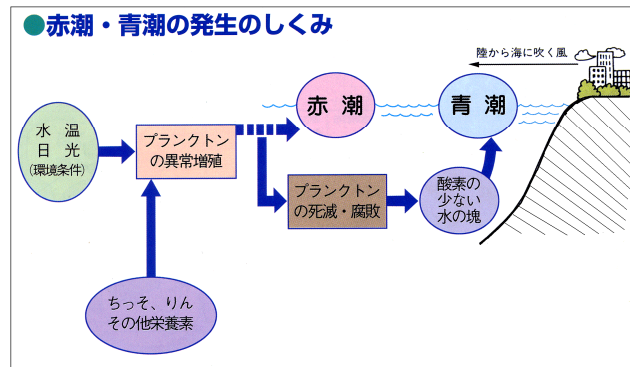 ●赤潮・青潮の発生のしくみ
陸から海に吹く風
赤潮
青潮
水温
日光
(環境条件)
プランクトン
の異常増殖
プランクトン
の死滅・腐敗
酸素の
少ない
水の塊
ちっそ、りん
その他栄養素